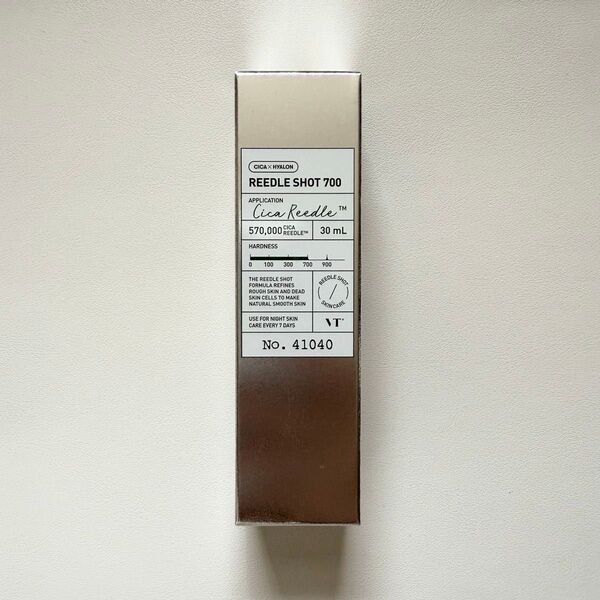 CICA × HYALON
REEDLE SHOT 700
APPLICATION
Cica Reedle™
570,000 CICA
REEDLE™
30 mL
HARDNESS
0 100 300 700 900
THE REEDLE SHOT
FORMULA REFINES
ROUGH SKIN AND DEAD
SKIN CELLS TO MAKE
NATURAL SMOOTH SKIN
REEDLE SHOT
SKINCARE
USE FOR NIGHT SKIN
CARE EVERY 7 DAYS
VT
No. 41040